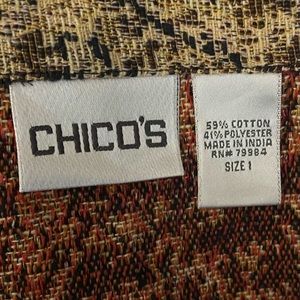 CHICO'S
59% COTTON
41% POLYESTER
MADE IN INDIA
RN# 79984
SIZE 1